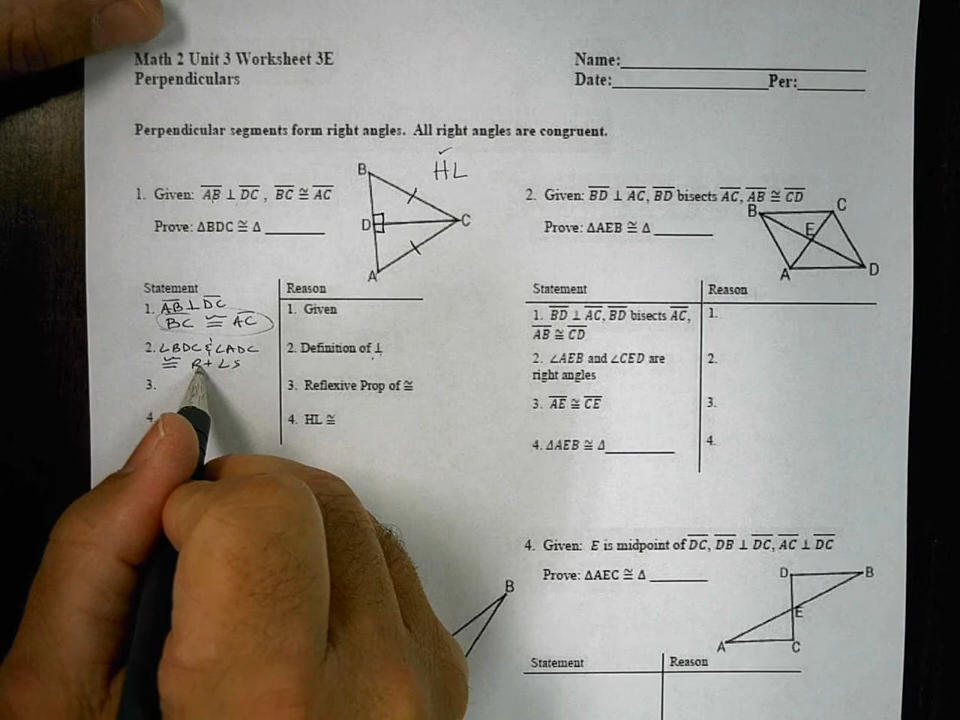 Math 2 Unit 3 Worksheet 3E
Perpendiculars
Name:
Date: Per:
Perpendicular segments form right angles. All right angles are congruent.
1. Given: AB ⊥ DC , BC ≅ AC
Prove: ΔBDC ≅ Δ
B
D
C
A
HL
Statement
Reason
1. AB ⊥ DC
BC ≅ AC
1. Given
2. ∠BDC & ∠ADC
≅ Rt ∠S
2. Definition of ⊥
3.
3. Reflexive Prop of ≅
4.
4. HL ≅
2. Given: BD ⊥ AC, BD bisects AC, AB ≅ CD
Prove: ΔAEB ≅ Δ
B
C
E
A
D
Statement
Reason
1. BD ⊥ AC, BD bisects AC,
AB ≅ CD
1.
2. ∠AEB and ∠CED are
right angles
2.
3. AE ≅ CE
3.
4. ΔAEB ≅ Δ
4.
B
4. Given: E is midpoint of DC, DB ⊥ DC, AC ⊥ DC
Prove: ΔAEC ≅ Δ
D
B
E
A
C
Statement
Reason